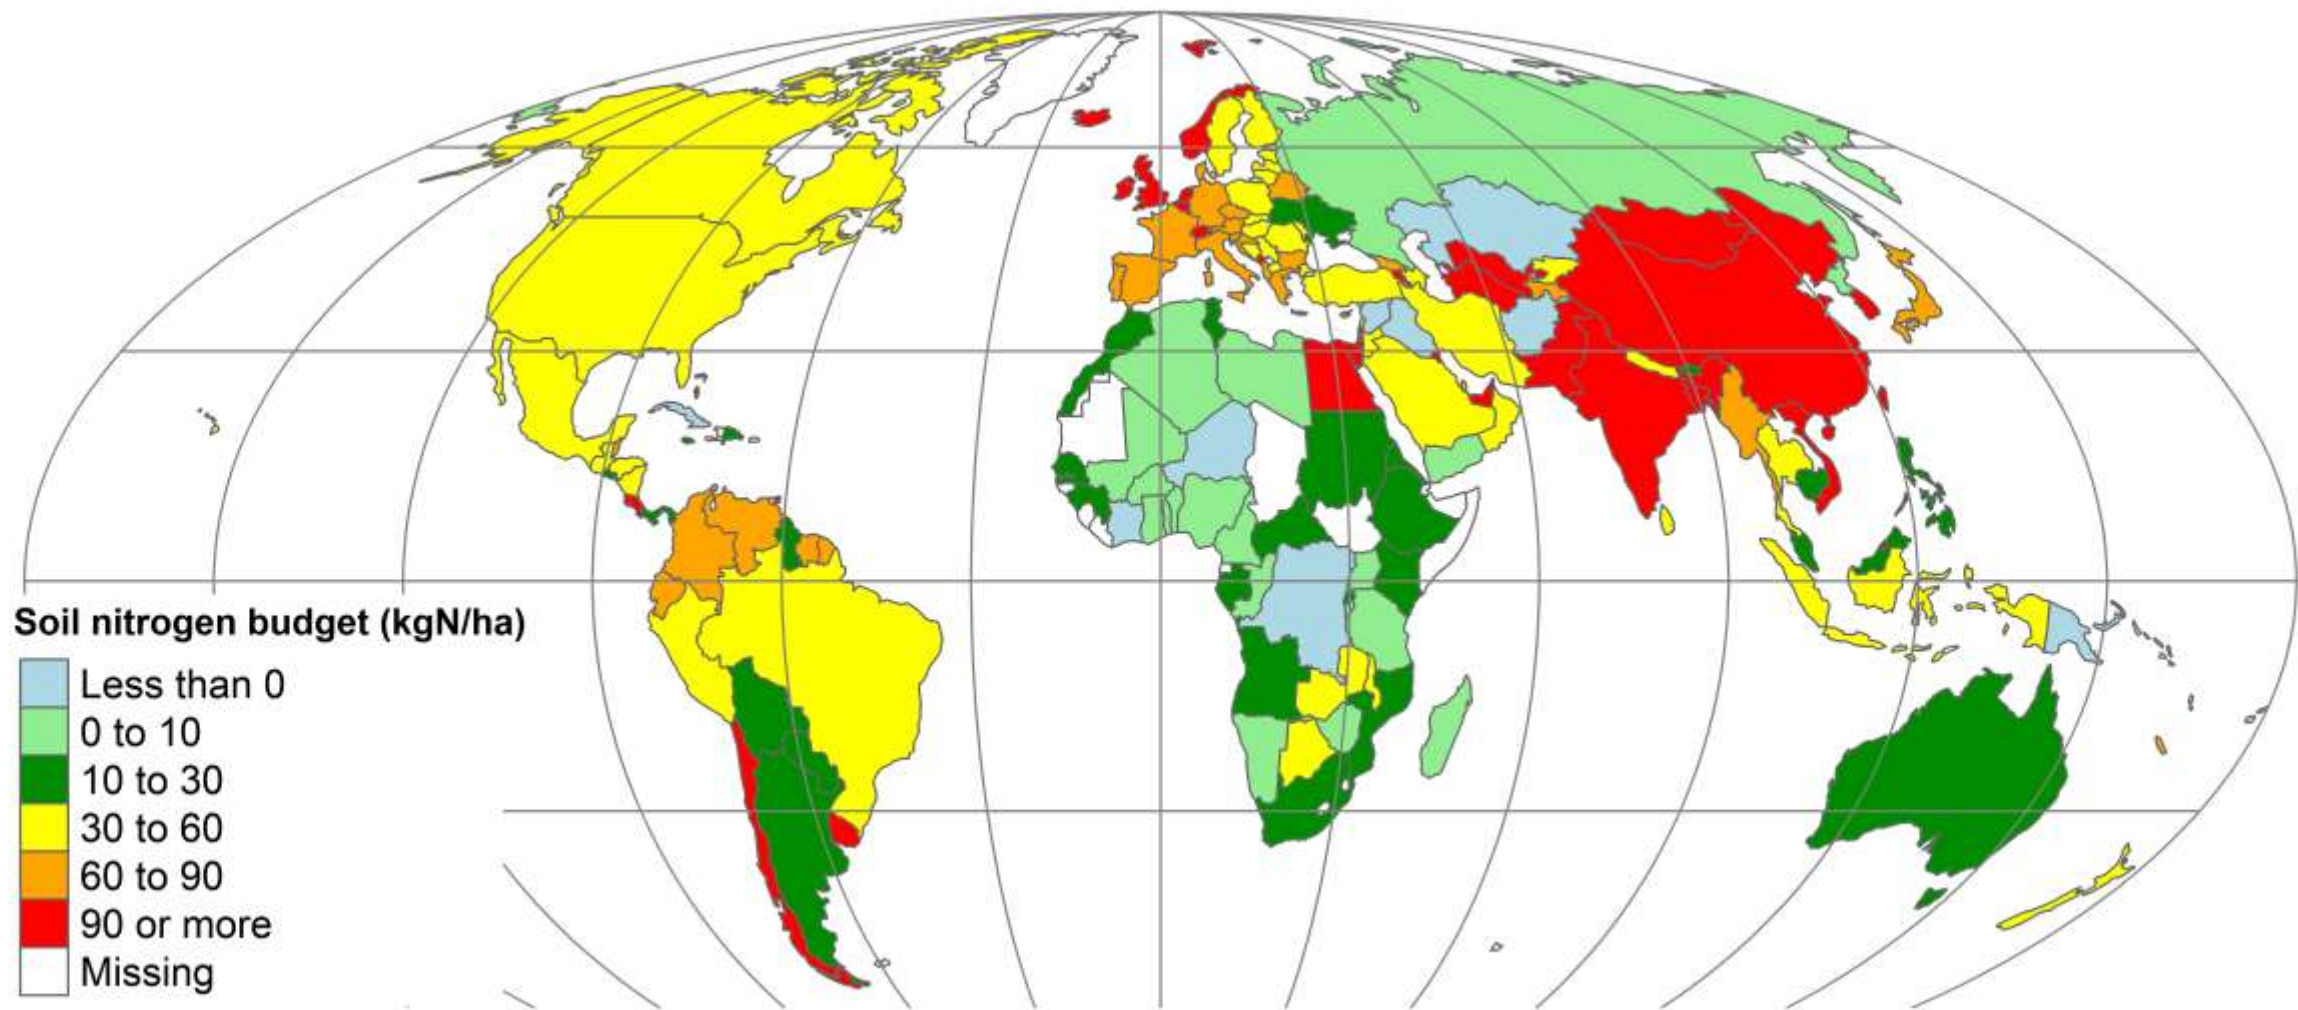 Soil nitrogen budget (kgN/ha)
Less than 0
0 to 10
10 to 30
30 to 60
60 to 90
90 or more
Missing